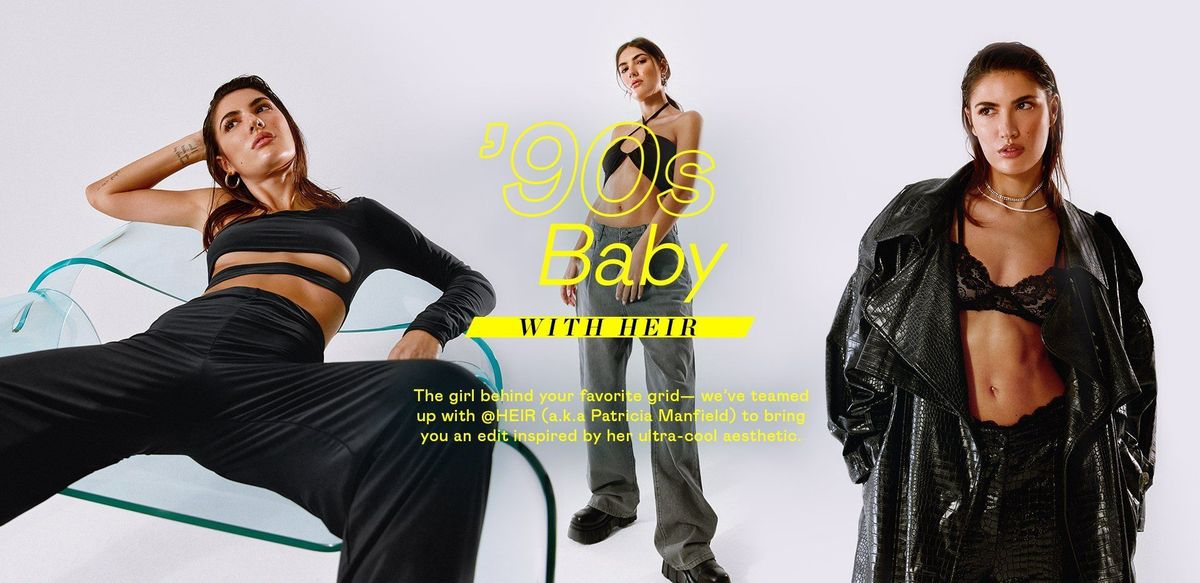 '90s
Baby
WITH HEIR
The girl behind your favorite grid— we've teamed
up with @HEIR (a.k.a Patricia Manfield) to bring
you an edit inspired by her ultra-cool aesthetic.